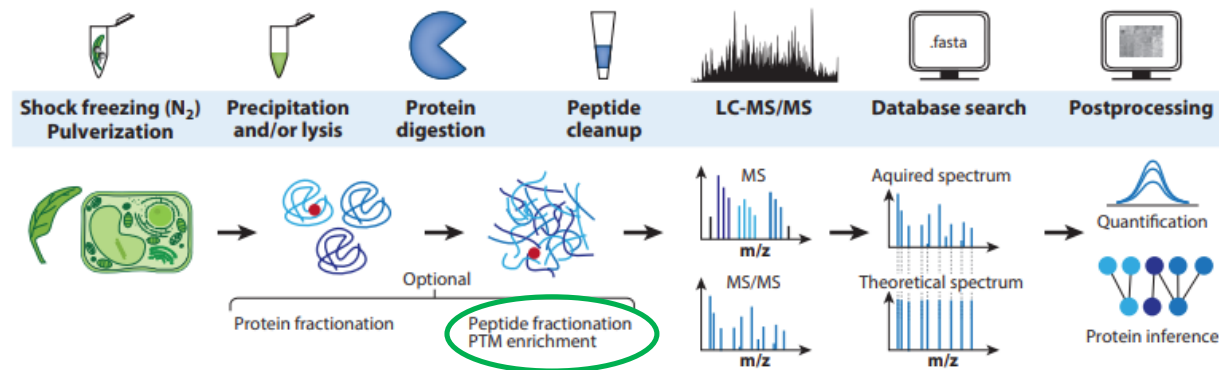 .fasta
Shock freezing (N₂)
Pulverization
Precipitation
and/or lysis
Protein
digestion
Peptide
cleanup
LC-MS/MS
Database search
Postprocessing
MS
m/z
Aquired spectrum
Quantification
Optional
Protein fractionation
Peptide fractionation
PTM enrichment
MS/MS
m/z
Theoretical spectrum
m/z
Protein inference